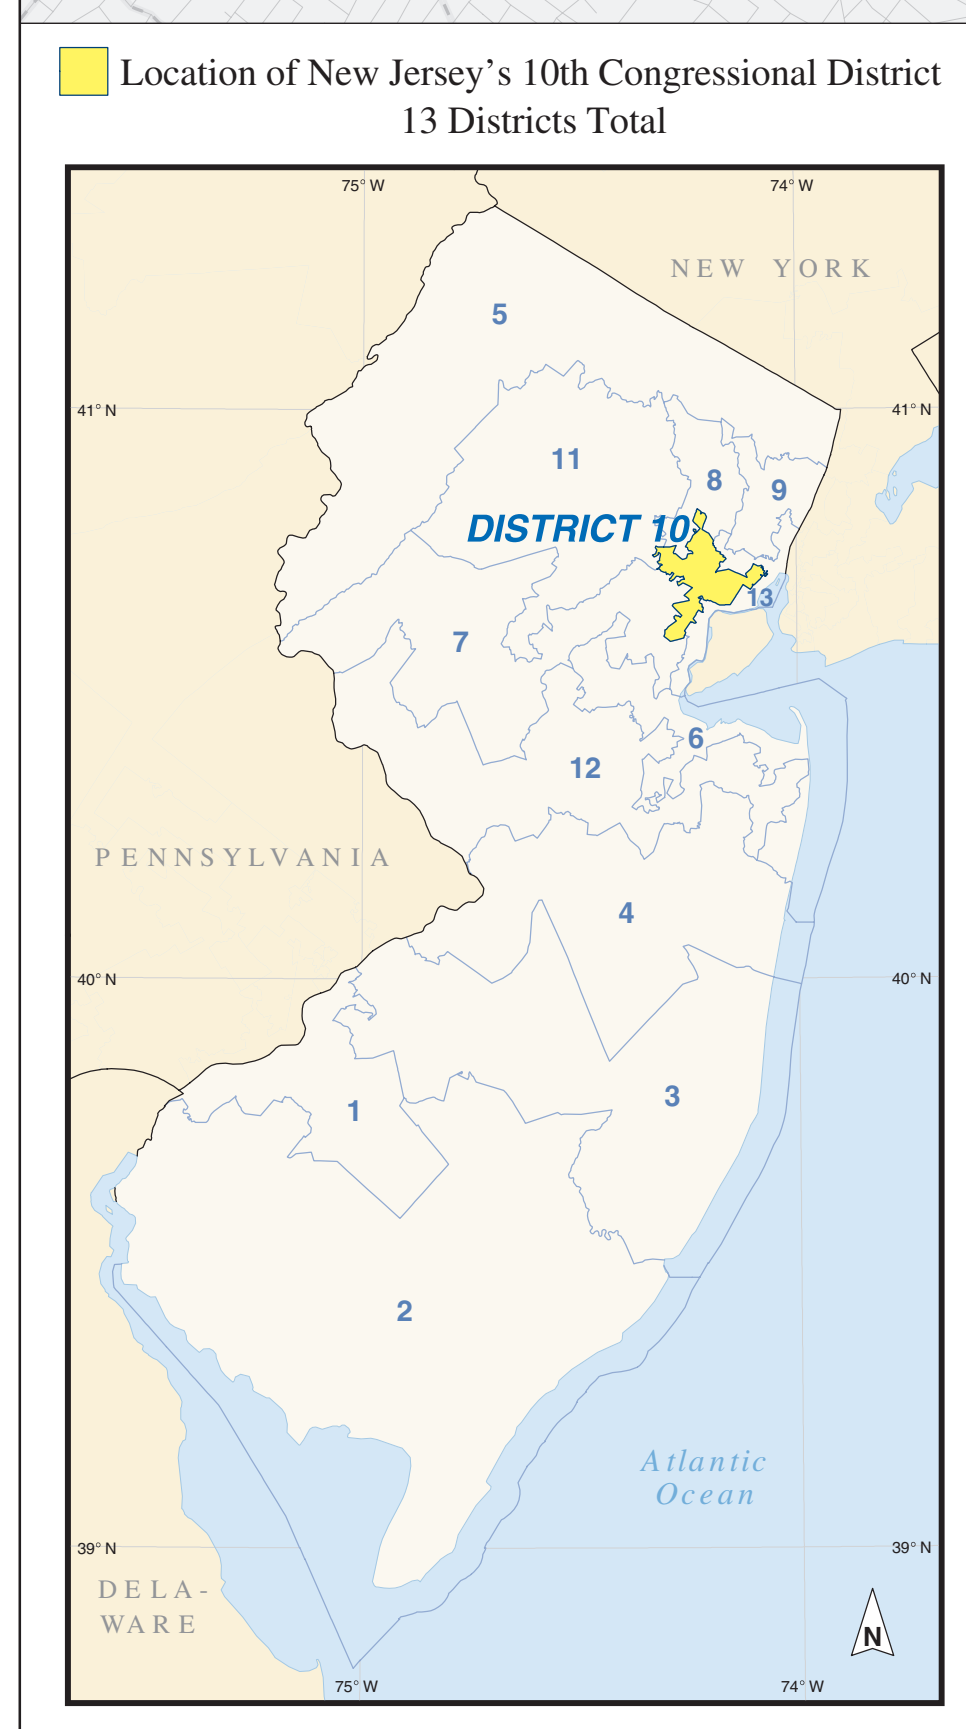 Location of New Jersey’s 10th Congressional District
13 Districts Total
75° W
74° W
NEW YORK
5
41° N
41° N
11
8
9
DISTRICT 10
13
7
6
12
PENNSYLVANIA
4
40° N
40° N
3
1
2
Atlantic
Ocean
39° N
39° N
DELA-
WARE
N
75° W
74° W